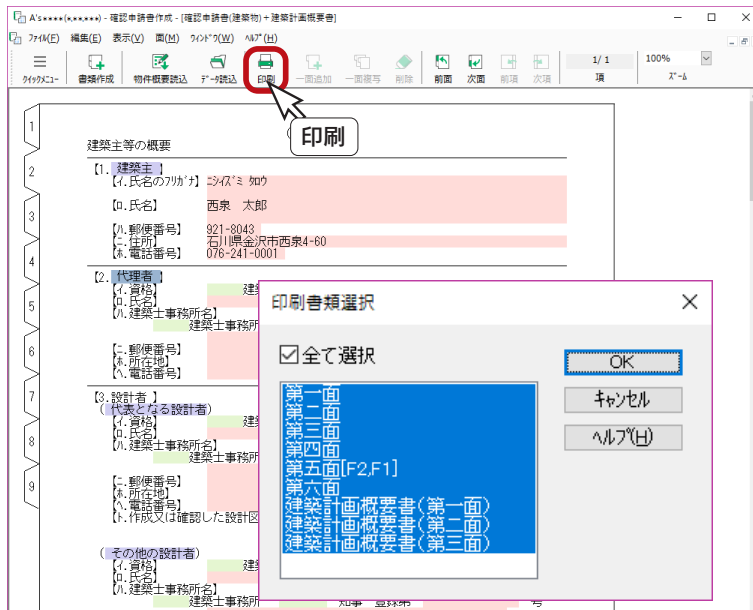 A's****(*.**.***) - 確認申請書作成 - [確認申請書(建築物)+建築計画概要書]
ファイル(F) 編集(E) 表示(V) 面(M) ウィンドウ(W) ヘルプ(H)
クイックメニュー 書類作成 物件概要読込 データ読込 印刷 一面追加 一面複写 削除 前面 次面 前項 次項 1/ 1 項 100% ズーム
印刷
1
2
3
4
5
6
7
8
9
建築主等の概要
【1. 建築主 】
【イ.氏名のフリガナ】 ニシイズミ タロウ
【ロ.氏名】 西泉 太郎
【ハ.郵便番号】 921-8043
【ニ.住所】 石川県金沢市西泉4-60
【ホ.電話番号】 076-241-0001
【2. 代理者 】
【イ.資格】 建築
【ロ.氏名】
【ハ.建築士事務所名】
建築士事務所
【ニ.郵便番号】
【ホ.所在地】
【ヘ.電話番号】
【3. 設計者 】
(代表となる設計者)
【イ.資格】 建築
【ロ.氏名】
【ハ.建築士事務所名】
建築士事務所
【ニ.郵便番号】
【ホ.所在地】
【ヘ.電話番号】
【ト.作成又は確認した設計図
(その他の設計者)
【イ.資格】 建築
【ロ.氏名】
【ハ.建築士事務所名】
建築士事務所 知事 登録第 号
印刷書類選択
全て選択
第一面
第二面
第三面
第四面
第五面[F2,F1]
第六面
建築計画概要書(第一面)
建築計画概要書(第二面)
建築計画概要書(第三面)
OK
キャンセル
ヘルプ(H)